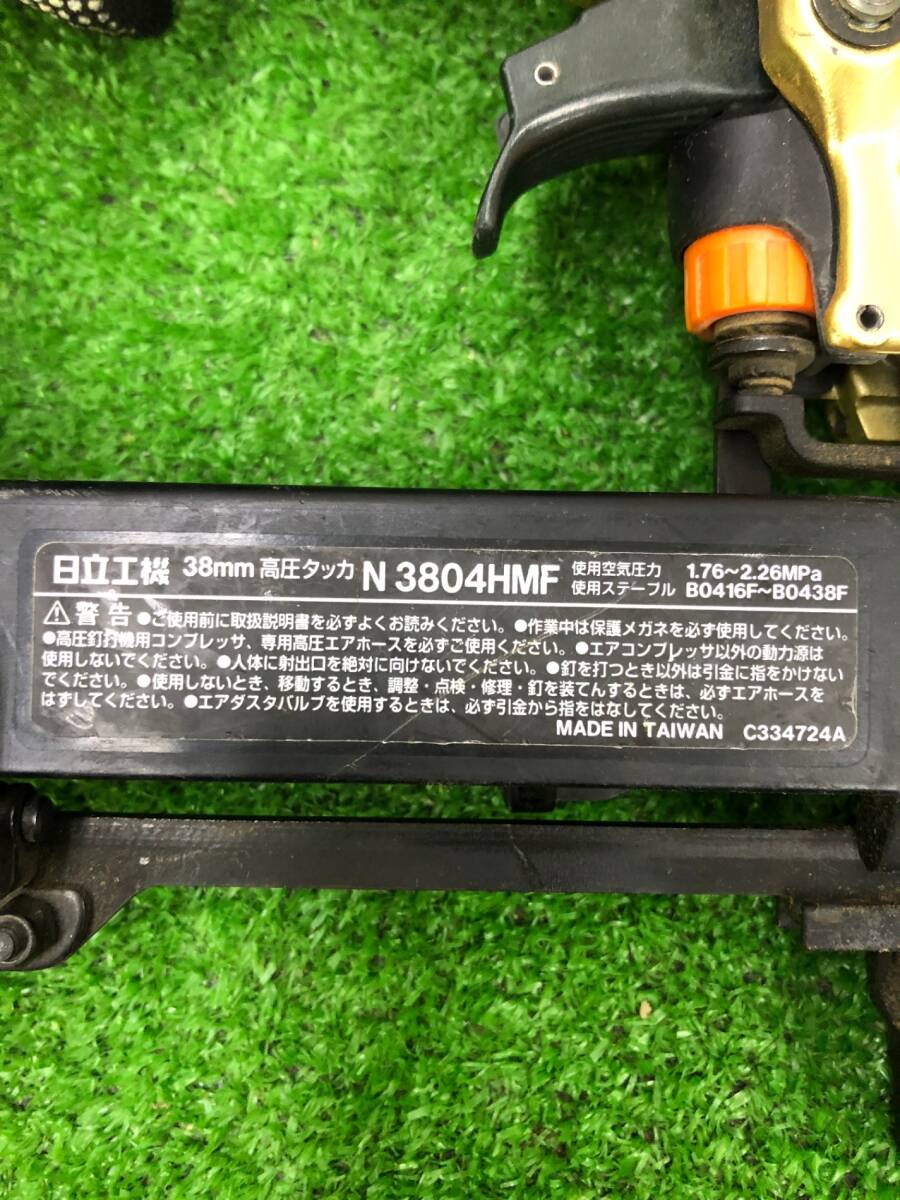 日立工機 38mm 高圧タッカ N 3804HMF 使用空気圧力 1.76～2.26MPa
使用ステープル B0416F～B0438F
⚠警告 ●ご使用前に取扱説明書を必ずよくお読みください。●作業中は保護メガネを必ず使用してください。
●高圧釘打機用コンプレッサ、専用高圧エアホースを必ずご使用ください。●エアコンプレッサ以外の動力源は
使用しないでください。●人体に射出口を絶対に向けないでください。●釘を打つとき以外は引金に指をかけない
でください。●使用しないとき、移動するとき、調整・点検・修理・釘を装てんするときは、必ずエアホースを
はずしてください。●エアダスタバルブを使用するときは、必ず引金から指をはなしてください。
MADE IN TAIWAN C334724A